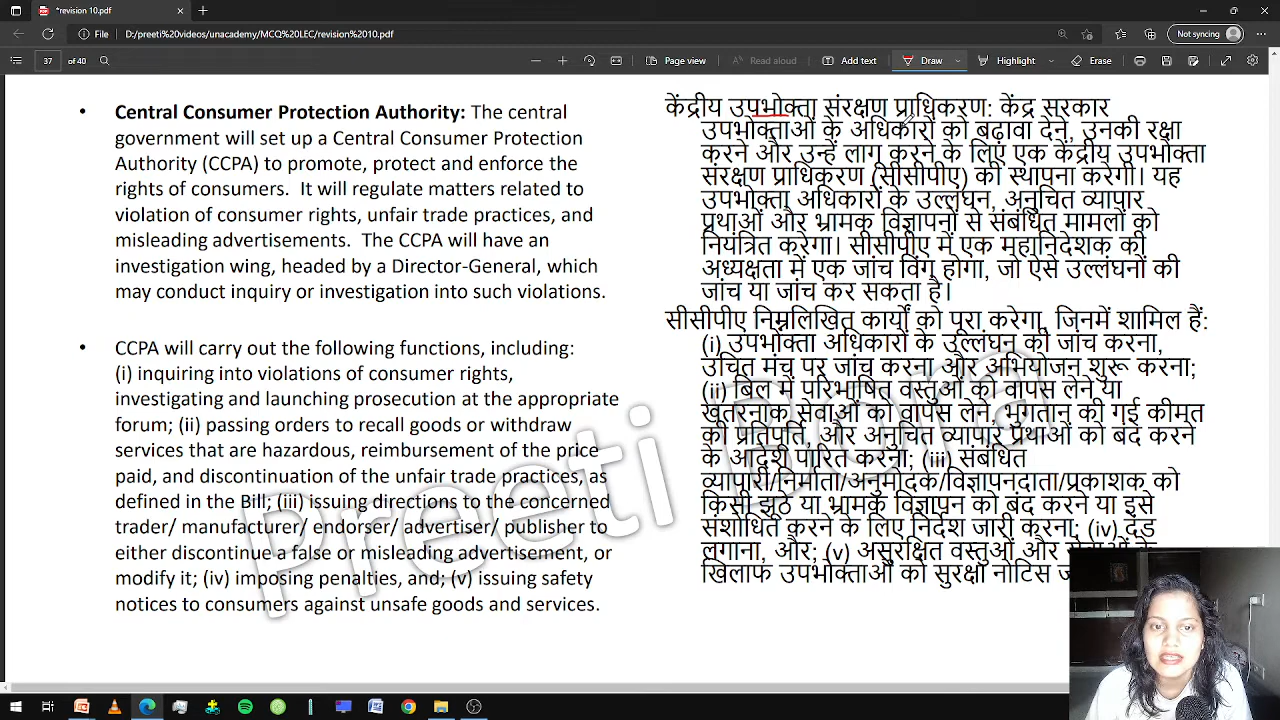 *revision 10.pdf
File
D:/preeti%20videos/unacademy/MCQ%20LEC/revision%2010.pdf
Not syncing
37 of 40
Page view
Read aloud
Add text
Draw
Highlight
Erase
• Central Consumer Protection Authority: The central
government will set up a Central Consumer Protection
Authority (CCPA) to promote, protect and enforce the
rights of consumers. It will regulate matters related to
violation of consumer rights, unfair trade practices, and
misleading advertisements. The CCPA will have an
investigation wing, headed by a Director-General, which
may conduct inquiry or investigation into such violations.
• CCPA will carry out the following functions, including:
(i) inquiring into violations of consumer rights,
investigating and launching prosecution at the appropriate
forum; (ii) passing orders to recall goods or withdraw
services that are hazardous, reimbursement of the price
paid, and discontinuation of the unfair trade practices, as
defined in the Bill; (iii) issuing directions to the concerned
trader/ manufacturer/ endorser/ advertiser/ publisher to
either discontinue a false or misleading advertisement, or
modify it; (iv) imposing penalties, and; (v) issuing safety
notices to consumers against unsafe goods and services.
केंद्रीय उपभोक्ता संरक्षण प्राधिकरण: केंद्र सरकार
उपभोक्ताओं के अधिकारों को बढ़ावा देने, उनकी रक्षा
करने और उन्हें लागू करने के लिए एक केंद्रीय उपभोक्ता
संरक्षण प्राधिकरण (सीसीपीए) की स्थापना करेगी। यह
उपभोक्ता अधिकारों के उल्लंघन, अनुचित व्यापार
प्रथाओं और भ्रामक विज्ञापनों से संबंधित मामलों को
नियंत्रित करेगा। सीसीपीए में एक महानिदेशक की
अध्यक्षता में एक जांच विंग होगा, जो ऐसे उल्लंघनों की
जांच या जांच कर सकता है।
सीसीपीए निम्नलिखित कार्यों को पूरा करेगा, जिनमें शामिल हैं:
(i) उपभोक्ता अधिकारों के उल्लंघन की जांच करना,
उचित मंच पर जांच करना और अभियोजन शुरू करना;
(ii) बिल में परिभाषित वस्तुओं को वापस लेने या
खतरनाक सेवाओं को वापस लेने, भुगतान की गई कीमत
की प्रतिपूर्ति, और अनुचित व्यापार प्रथाओं को बंद करने
के आदेश पारित करना; (iii) संबंधित
व्यापारी/निर्माता/अनुमोदक/विज्ञापनदाता/प्रकाशक को
किसी झूठे या भ्रामक विज्ञापन को बंद करने या इसे
संशोधित करने के लिए निर्देश जारी करना; (iv) दंड
लगाना, और; (v) असुरक्षित वस्तुओं और
खिलाफ उपभोक्ताओं को सुरक्षा नोटिस
Preeti Bora